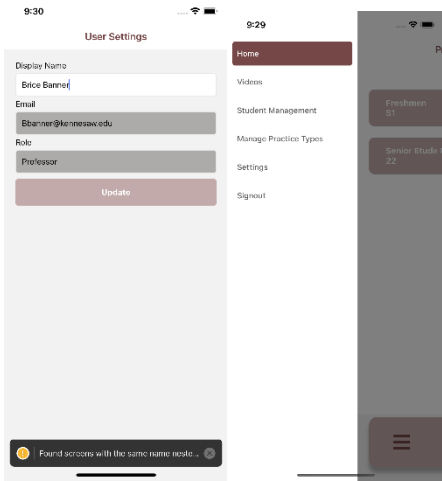 9:30
User Settings
Display Name
Brice Banner
Email
Bbanner@kennesaw.edu
Role
Professor
Update
Found screens with the same name neste...
9:29
Home
Videos
Student Management
Manage Practice Types
Settings
Signout
Freshmen
51
Senior Etude
22